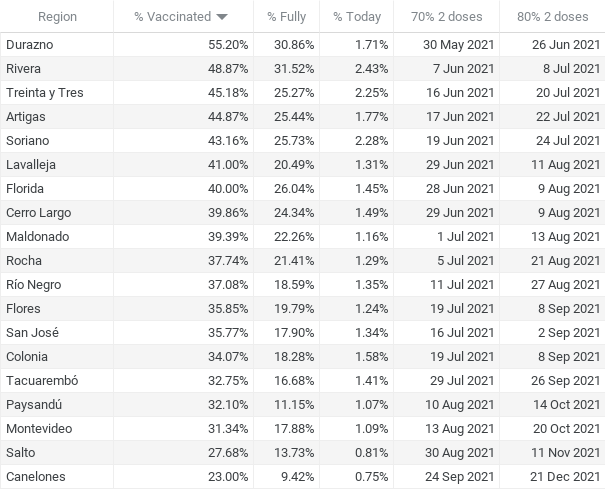 Region % Vaccinated % Fully % Today 70% 2 doses 80% 2 doses
Durazno 55.20% 30.86% 1.71% 30 May 2021 26 Jun 2021
Rivera 48.87% 31.52% 2.43% 7 Jun 2021 8 Jul 2021
Treinta y Tres 45.18% 25.27% 2.25% 16 Jun 2021 20 Jul 2021
Artigas 44.87% 25.44% 1.77% 17 Jun 2021 22 Jul 2021
Soriano 43.16% 25.73% 2.28% 19 Jun 2021 24 Jul 2021
Lavalleja 41.00% 20.49% 1.31% 29 Jun 2021 11 Aug 2021
Florida 40.00% 26.04% 1.45% 28 Jun 2021 9 Aug 2021
Cerro Largo 39.86% 24.34% 1.49% 29 Jun 2021 9 Aug 2021
Maldonado 39.39% 22.26% 1.16% 1 Jul 2021 13 Aug 2021
Rocha 37.74% 21.41% 1.29% 5 Jul 2021 21 Aug 2021
Río Negro 37.08% 18.59% 1.35% 11 Jul 2021 27 Aug 2021
Flores 35.85% 19.79% 1.24% 19 Jul 2021 8 Sep 2021
San José 35.77% 17.90% 1.34% 16 Jul 2021 2 Sep 2021
Colonia 34.07% 18.28% 1.58% 19 Jul 2021 8 Sep 2021
Tacuarembó 32.75% 16.68% 1.41% 29 Jul 2021 26 Sep 2021
Paysandú 32.10% 11.15% 1.07% 10 Aug 2021 14 Oct 2021
Montevideo 31.34% 17.88% 1.09% 13 Aug 2021 20 Oct 2021
Salto 27.68% 13.73% 0.81% 30 Aug 2021 11 Nov 2021
Canelones 23.00% 9.42% 0.75% 24 Sep 2021 21 Dec 2021